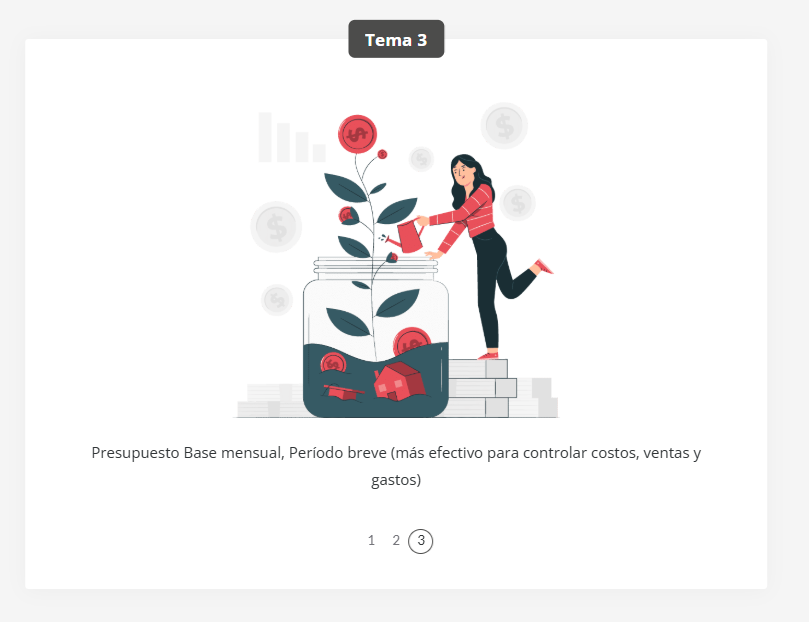 Tema 3
Presupuesto Base mensual, Período breve (más efectivo para controlar costos, ventas y
gastos)
1 2 3